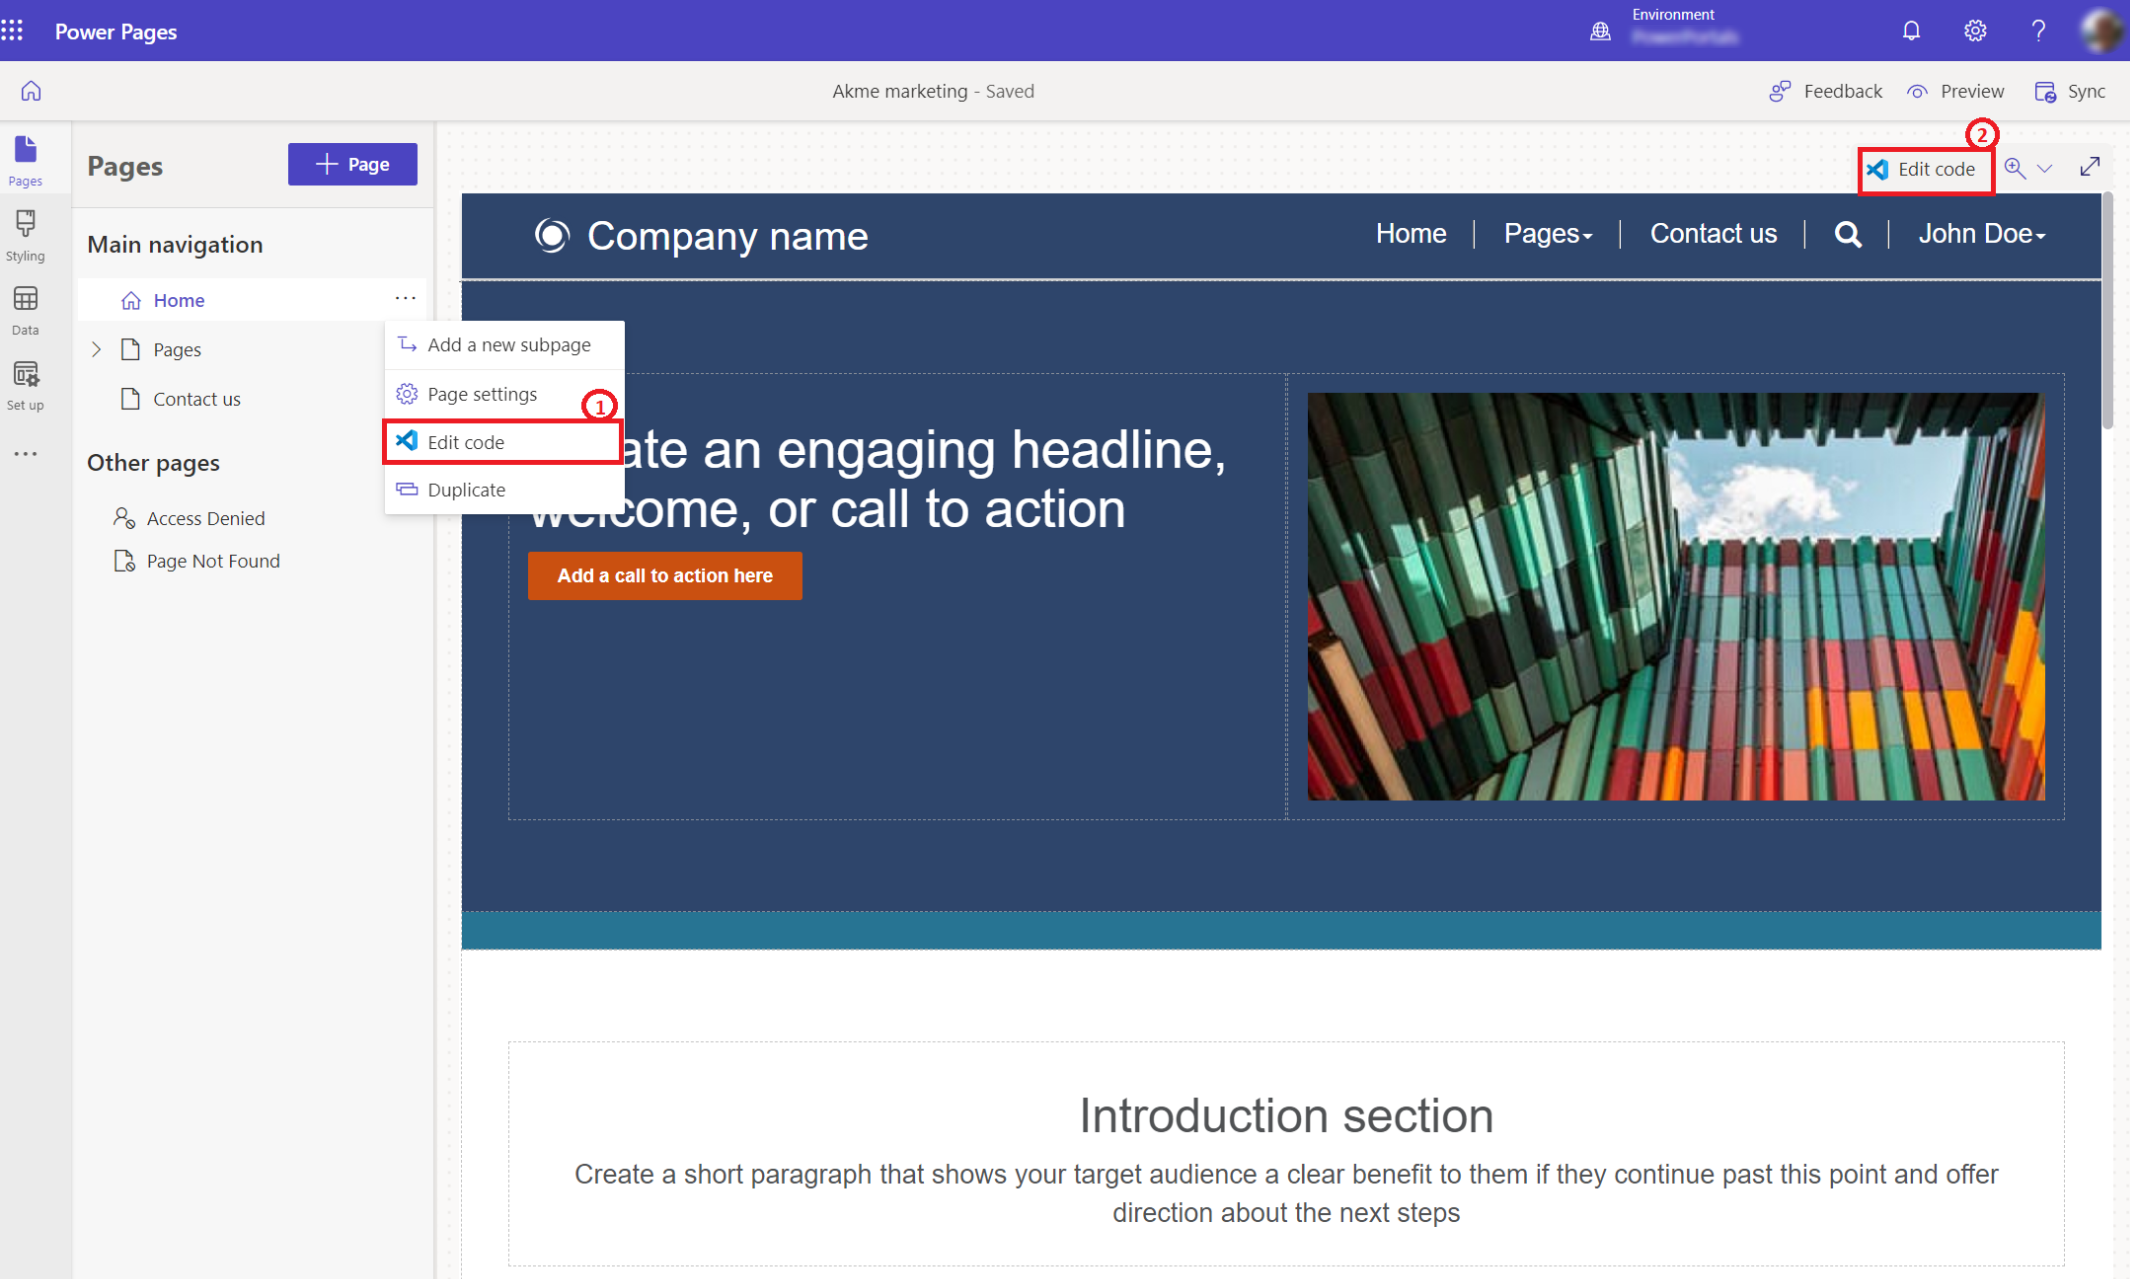 Power Pages
Environment
Akme marketing - Saved
Feedback
Preview
Sync
Pages
Styling
Data
Set up
Pages
Page
Main navigation
Home
Pages
Contact us
Other pages
Access Denied
Page Not Found
Add a new subpage
Page settings
1
Edit code
Duplicate
2
Edit code
Company name
Home
Pages
Contact us
John Doe
ate an engaging headline,
welcome, or call to action
Add a call to action here
Introduction section
Create a short paragraph that shows your target audience a clear benefit to them if they continue past this point and offer
direction about the next steps